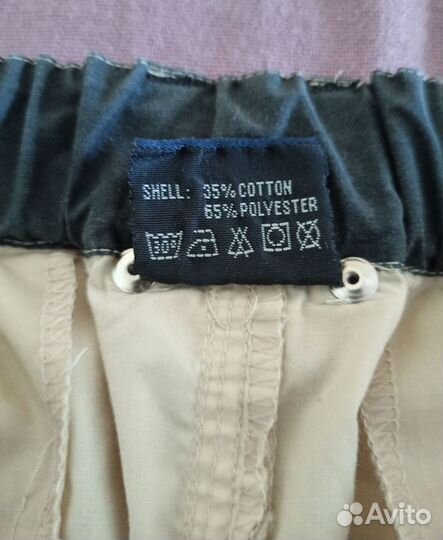 SHELL: 35% COTTON
65% POLYESTER
30°
Avito